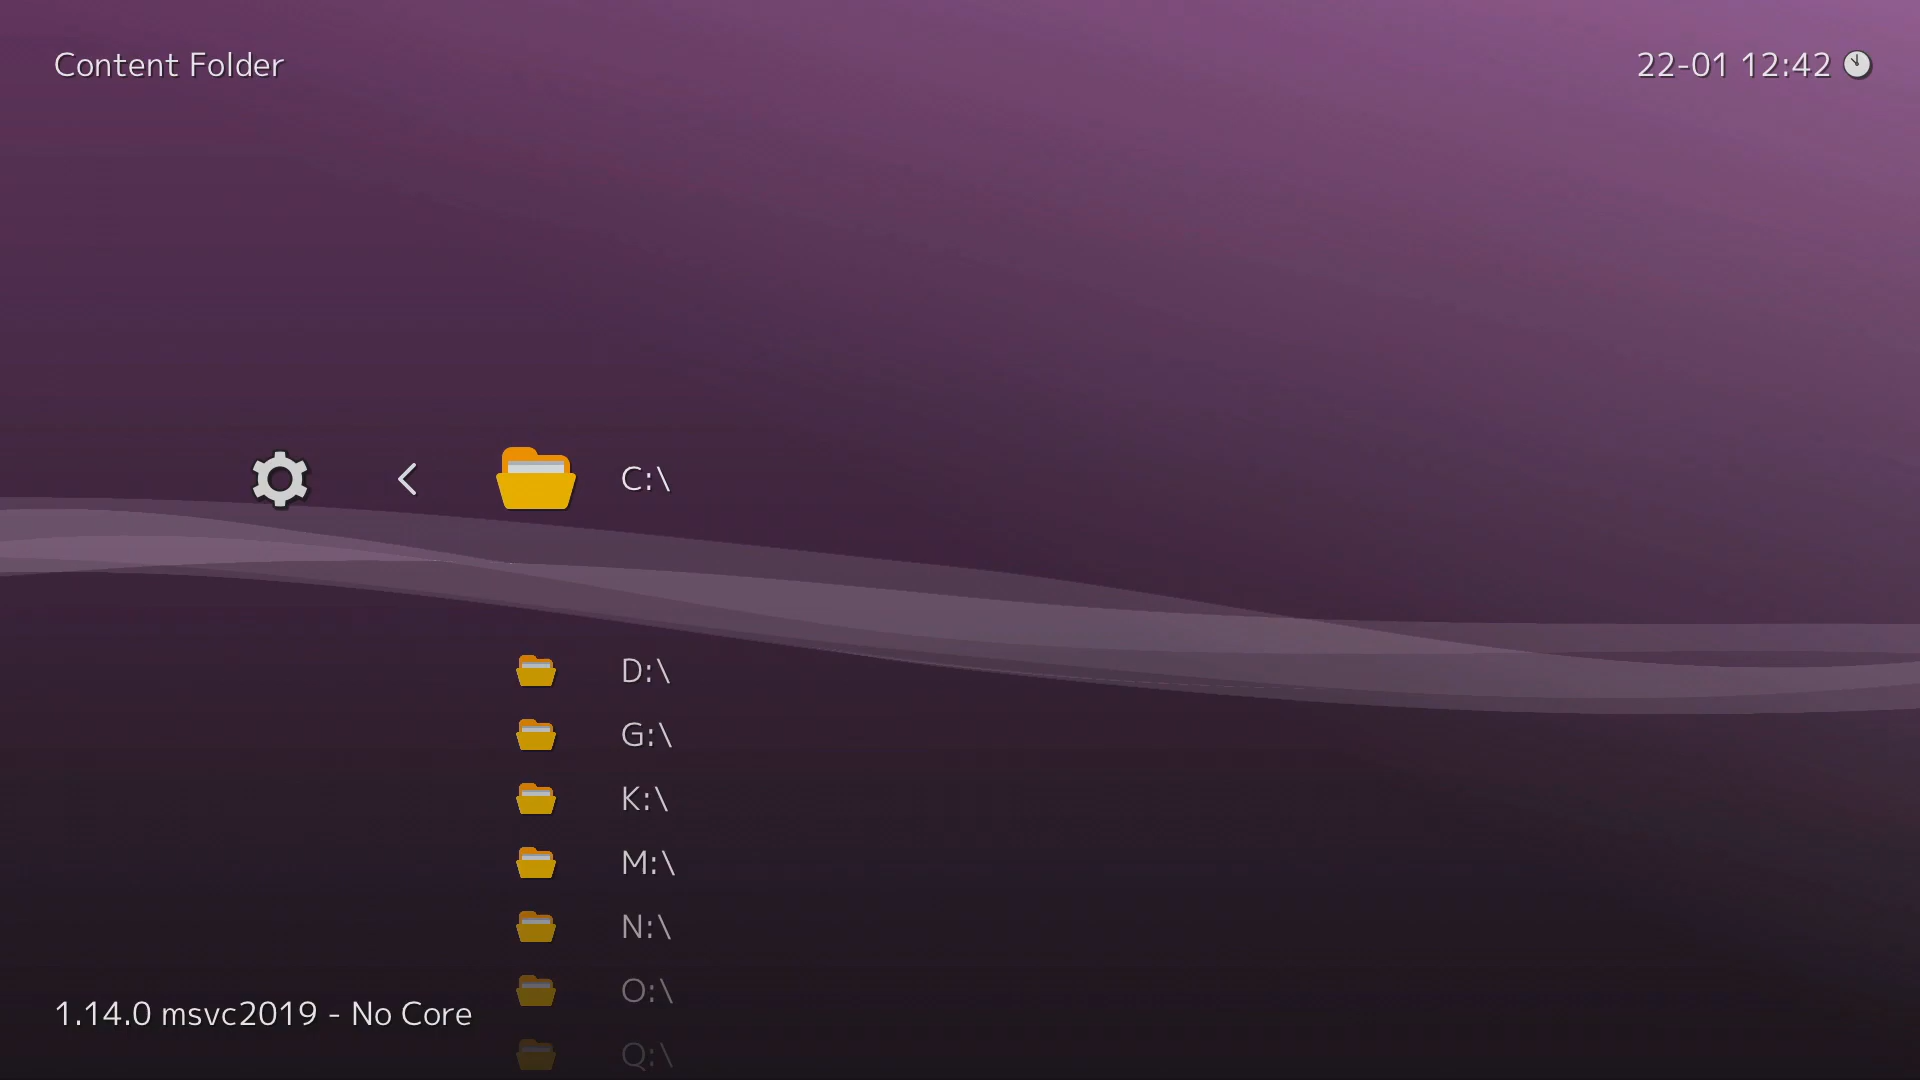 Content Folder
22-01 12:42
C:\
D:\
G:\
K:\
M:\
N:\
O:\
Q:\
1.14.0 msvc2019 - No Core